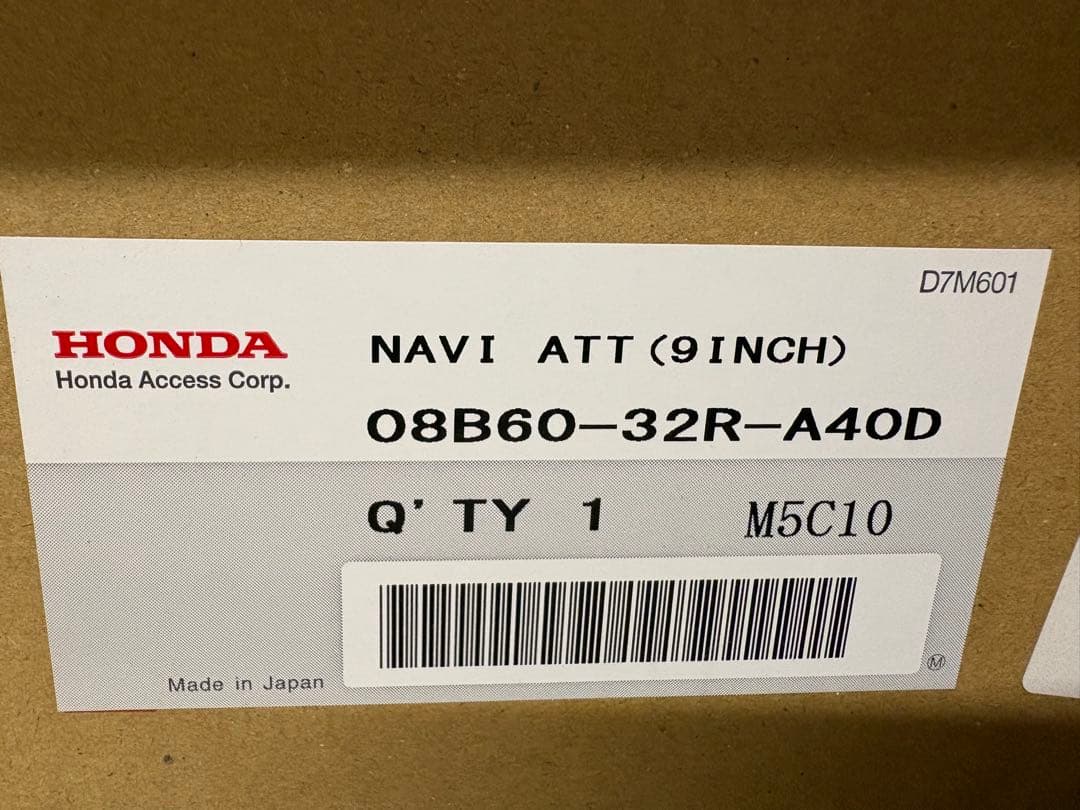 D7M601
HONDA
Honda Access Corp.
NAVI ATT(9INCH)
08B60-32R-A40D
Q'TY 1 M5C10
Made in Japan
M